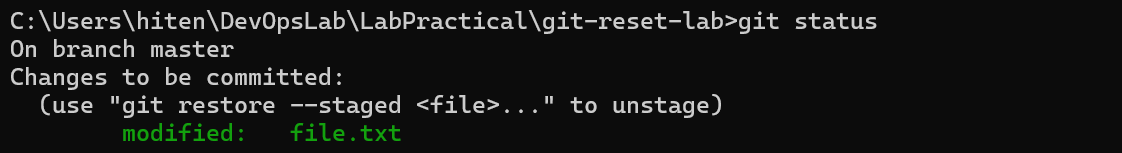 C:\Users\hiten\DevOpsLab\LabPractical\git-reset-lab>git status
On branch master
Changes to be committed:
  (use "git restore --staged <file>..." to unstage)
        modified:   file.txt